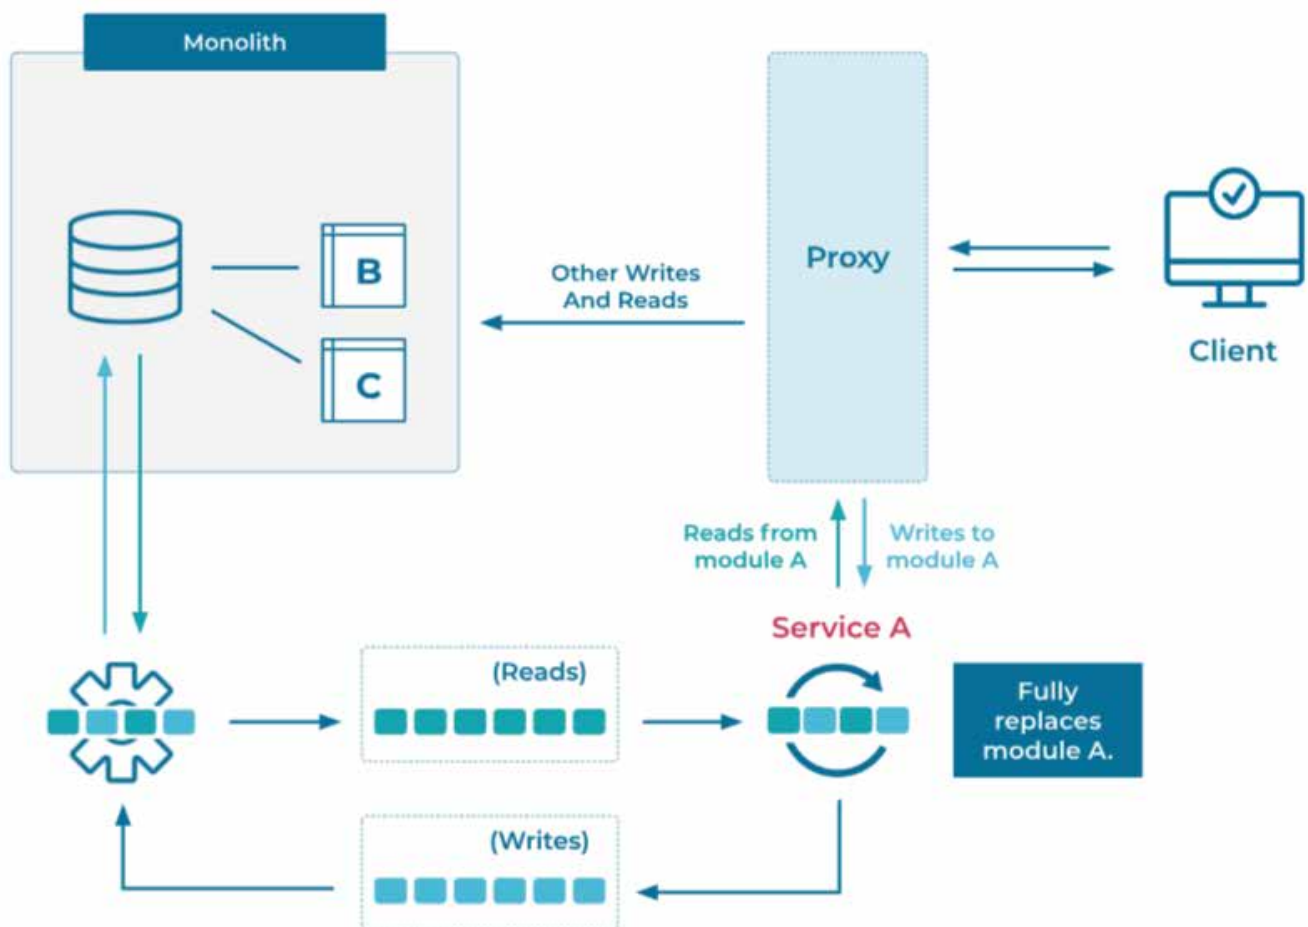 Monolith
B
C
Other Writes
And Reads
Proxy
Client
Reads from
module A
Writes to
module A
Service A
(Reads)
Fully
replaces
module A.
(Writes)